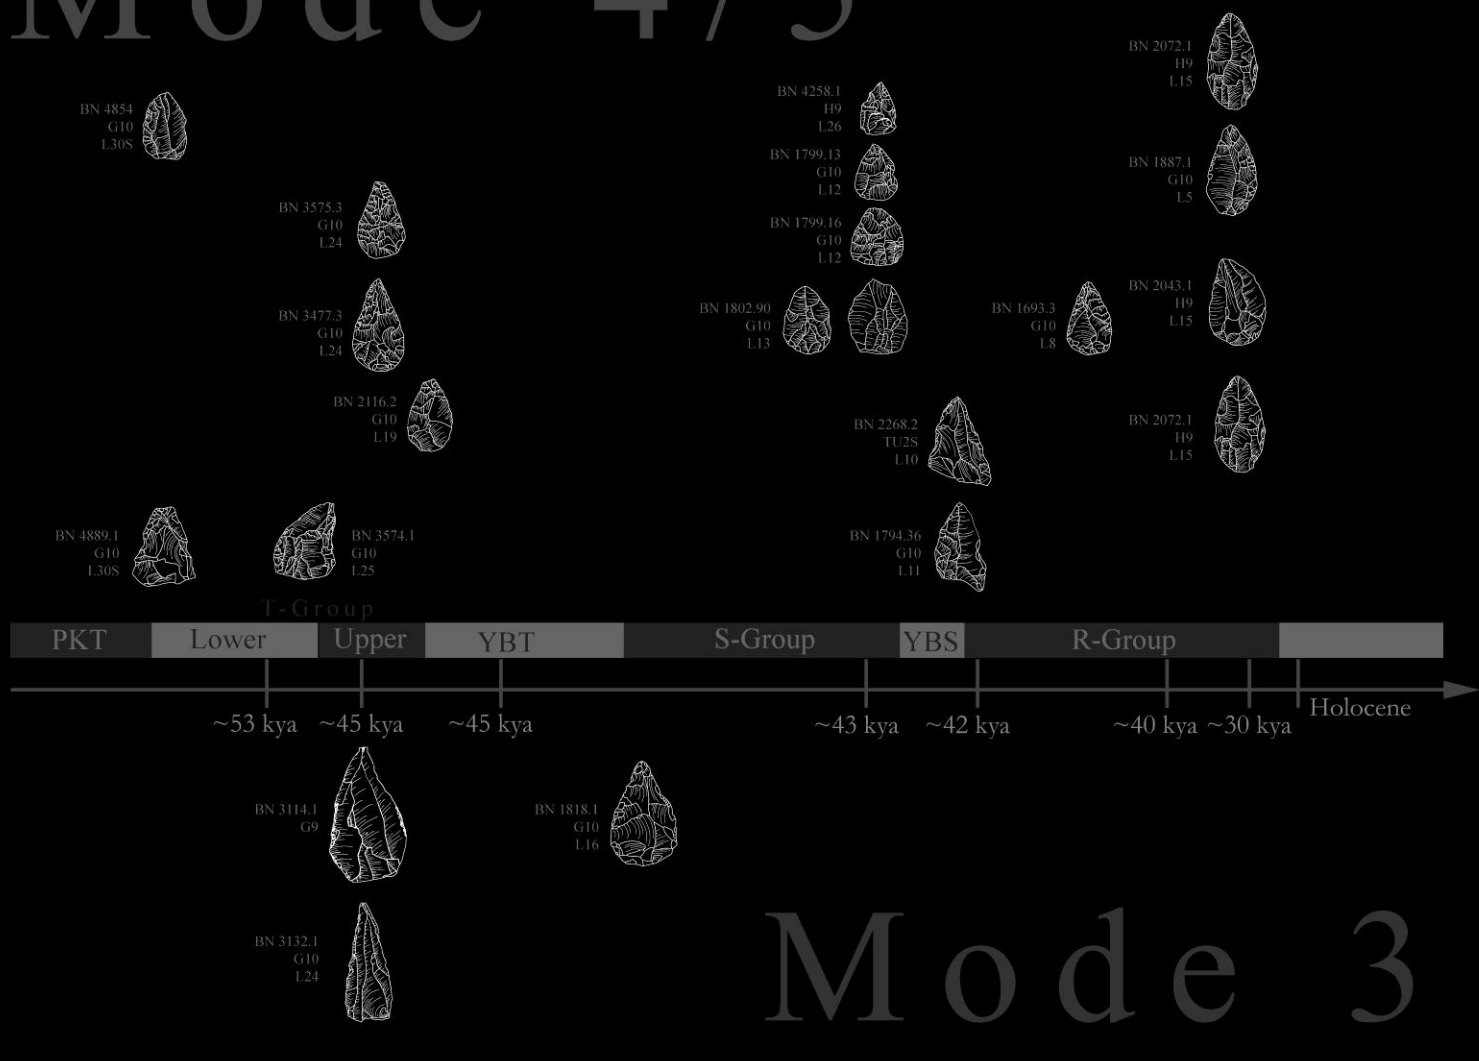 Mode 4/5
BN 4854
G10
L30S
BN 3575.3
G10
L24
BN 3477.3
G10
L24
BN 2116.2
G10
L19
BN 4889.1
G10
L30S
BN 3574.1
G10
L25
BN 4258.1
H9
L26
BN 1799.13
G10
L12
BN 1799.16
G10
L12
BN 1802.90
G10
L13
BN 2268.2
TU2S
L10
BN 1794.36
G10
L11
BN 1693.3
G10
L8
BN 2072.1
H9
L15
BN 1887.1
G10
L5
BN 2043.1
H9
L15
BN 2072.1
H9
L15
T-Group
PKT Lower Upper YBT S-Group YBS R-Group
~53 kya ~45 kya ~45 kya ~43 kya ~42 kya ~40 kya ~30 kya Holocene
BN 3114.1
G9
BN 1818.1
G10
L16
BN 3132.1
G10
L24
Mode 3